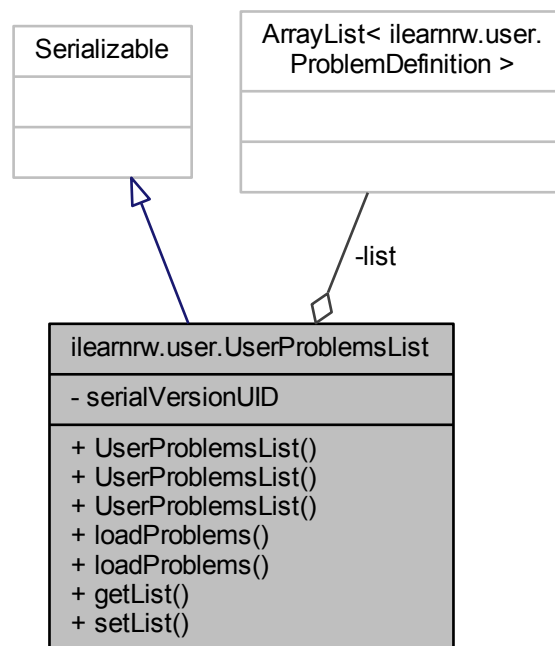 Serializable
ArrayList< ilearnrw.user.
ProblemDefinition >
-list
ilearnrw.user.UserProblemsList
- serialVersionUID
+ UserProblemsList()
+ UserProblemsList()
+ UserProblemsList()
+ loadProblems()
+ loadProblems()
+ getList()
+ setList()